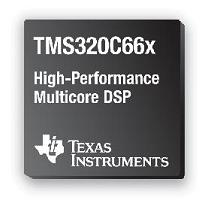 TMS320C66x
High-Performance
Multicore DSP
TEXAS
INSTRUMENTS